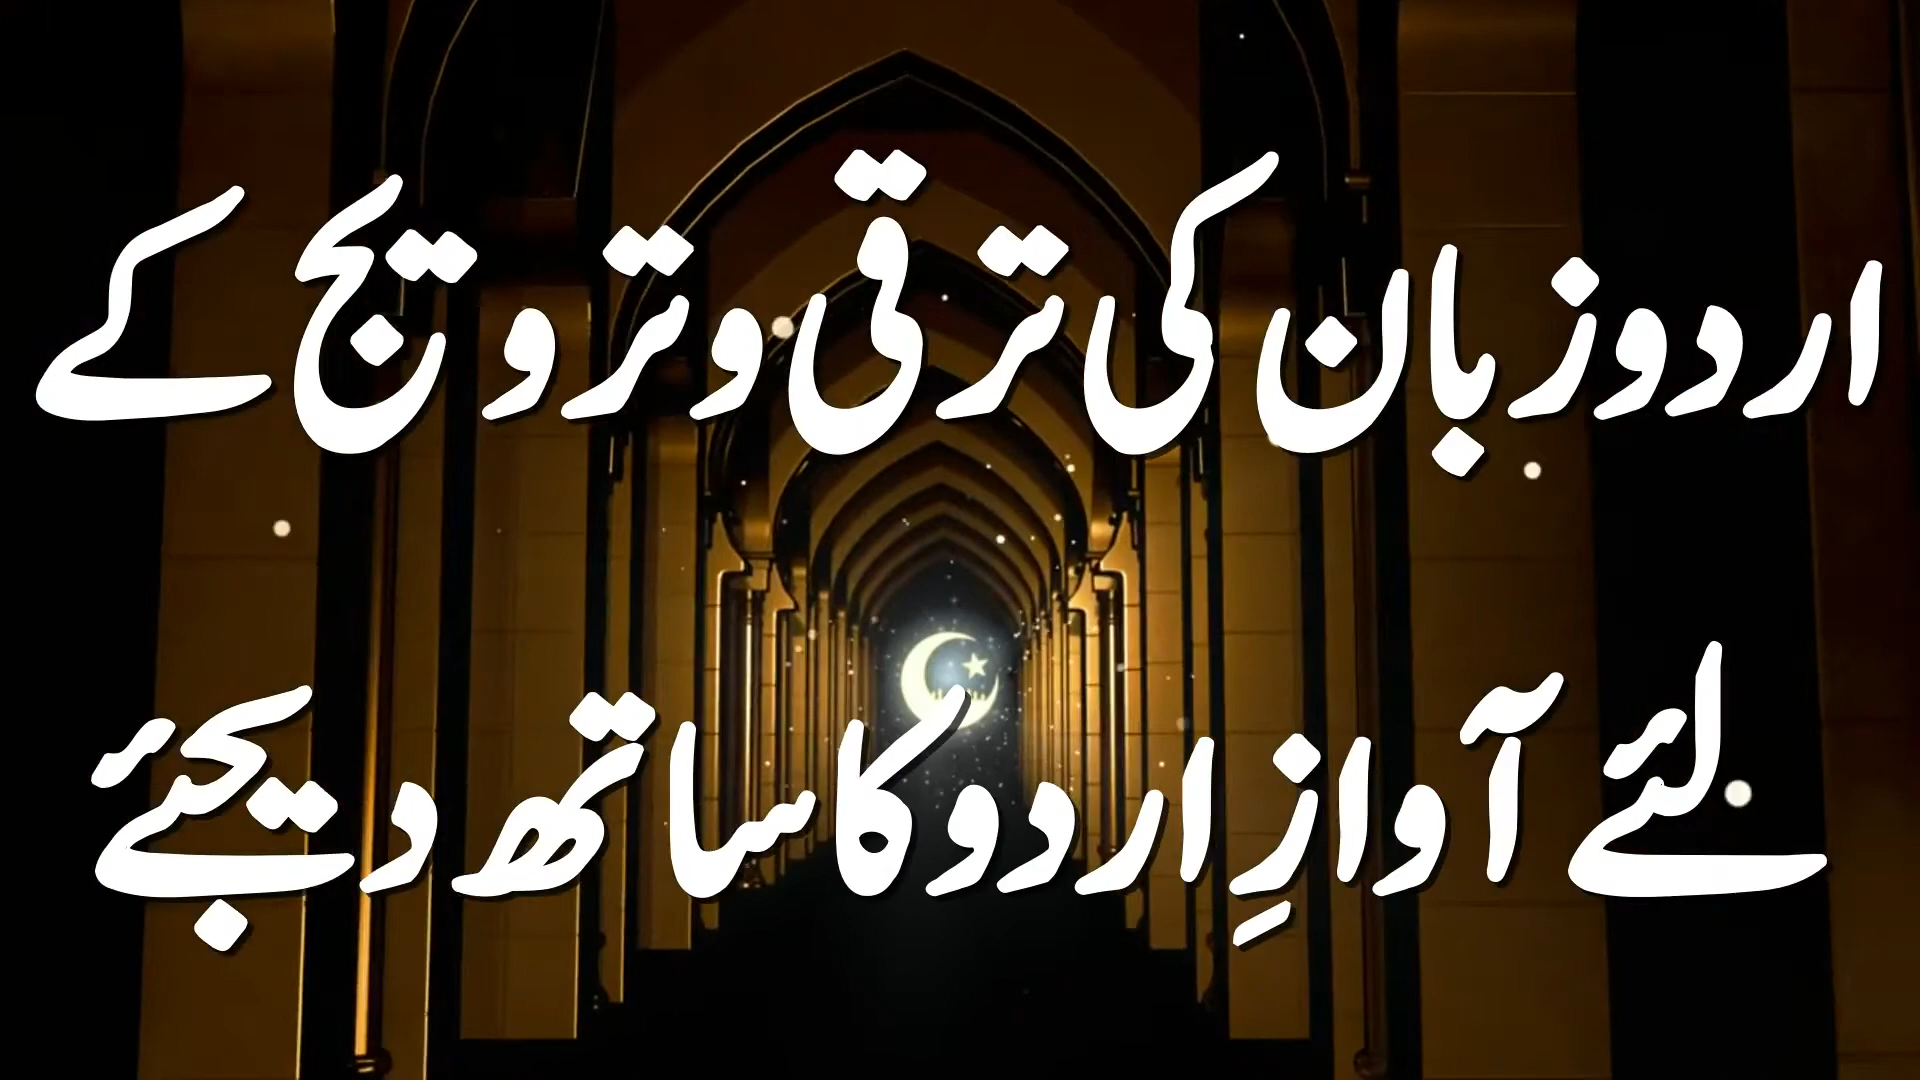 اردو زبان کی ترقی و ترویج کے
لئے آوازِ اردو کا ساتھ دیجئے